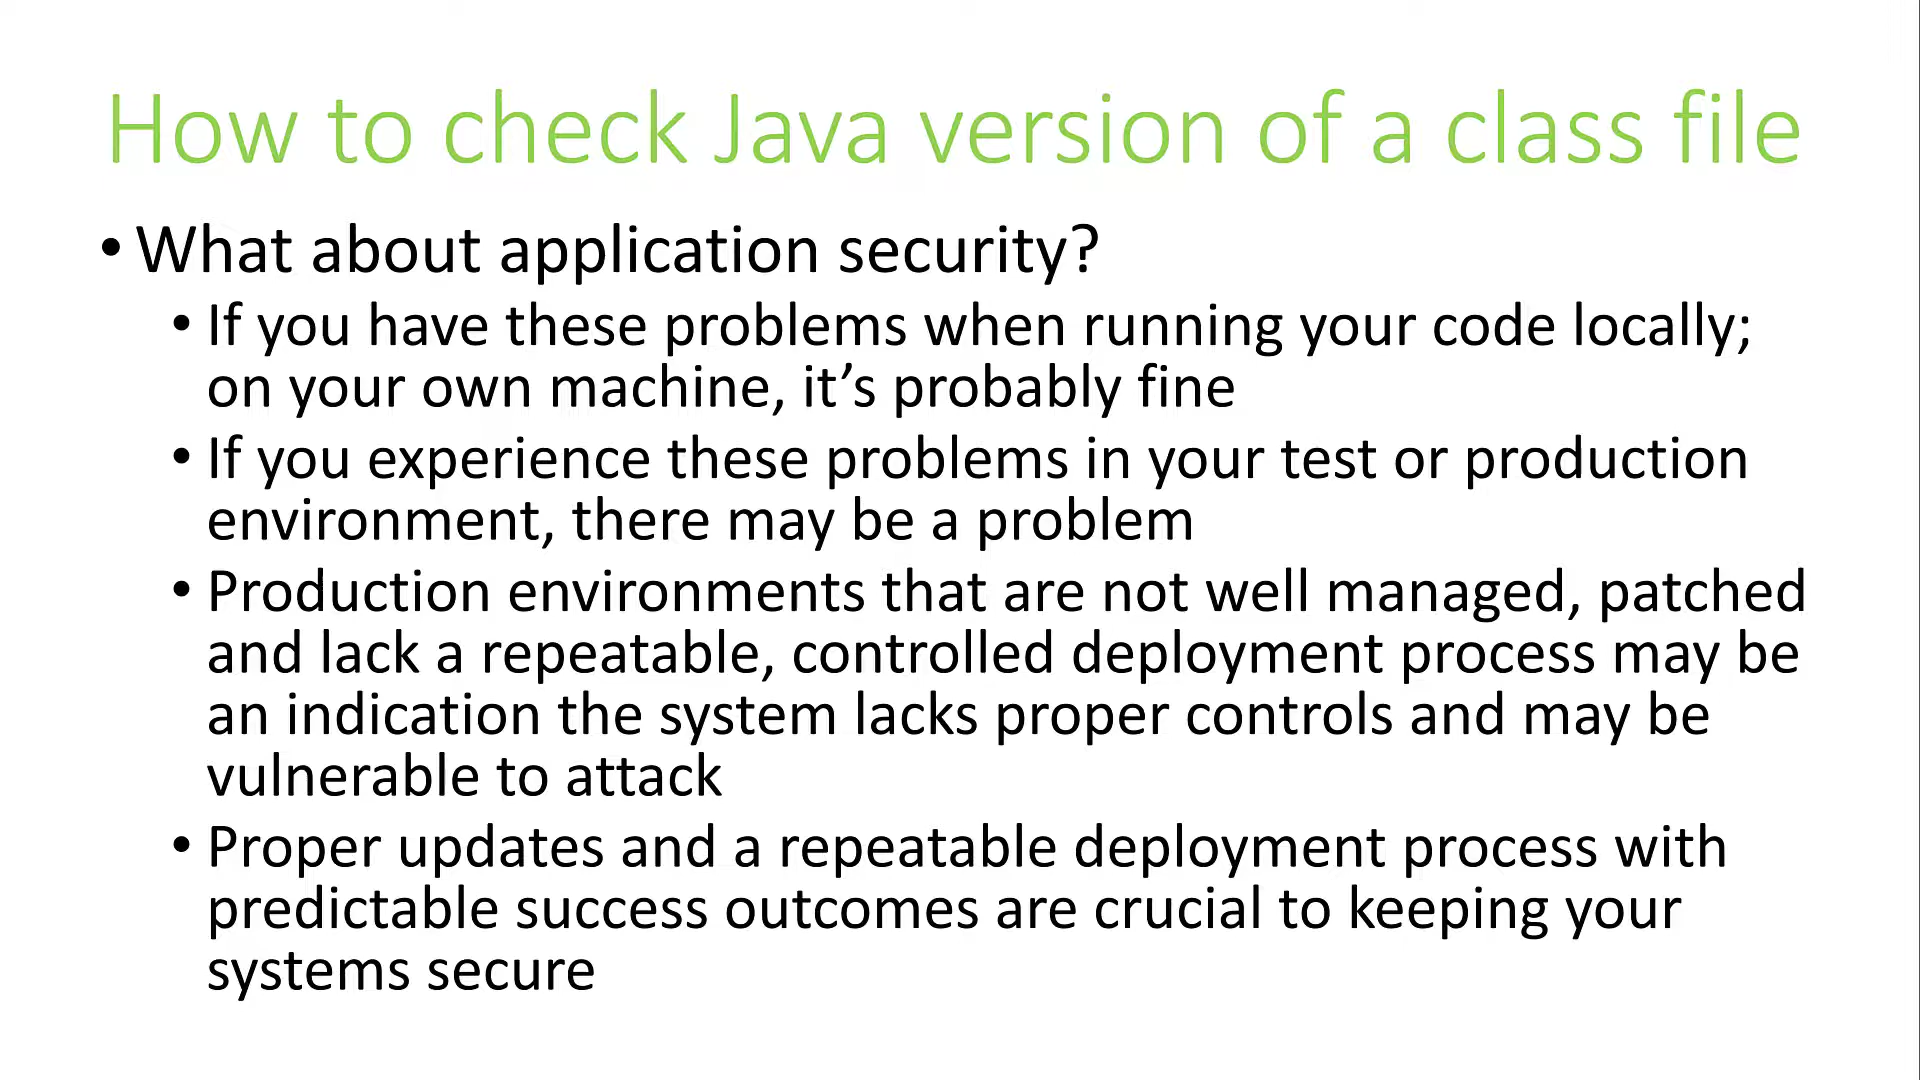 How to check Java version of a class file
• What about application security?
• If you have these problems when running your code locally;
on your own machine, it’s probably fine
• If you experience these problems in your test or production
environment, there may be a problem
• Production environments that are not well managed, patched
and lack a repeatable, controlled deployment process may be
an indication the system lacks proper controls and may be
vulnerable to attack
• Proper updates and a repeatable deployment process with
predictable success outcomes are crucial to keeping your
systems secure